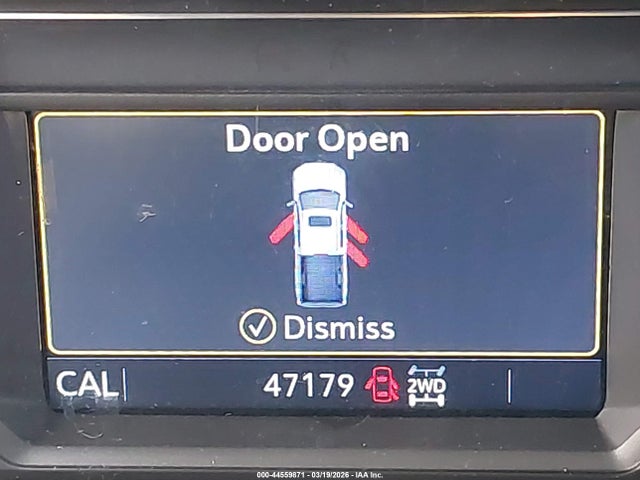 Door Open
Dismiss
CAL 47179 2WD
000-44559871 - 03/19/2026 - IAA Inc.